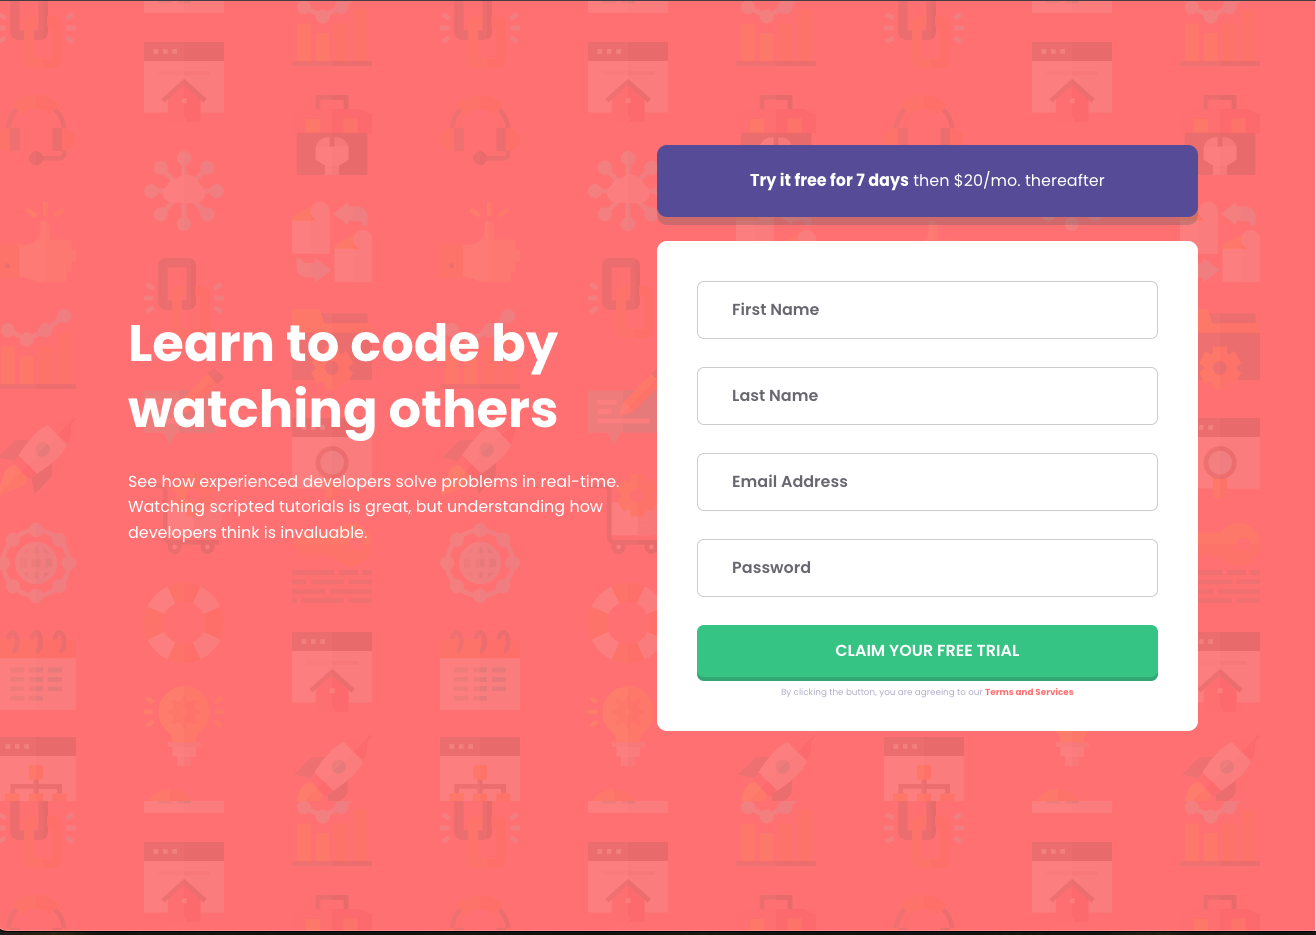 Learn to code by
watching others
See how experienced developers solve problems in real-time.
Watching scripted tutorials is great, but understanding how
developers think is invaluable.
Try it free for 7 days then $20/mo. thereafter
First Name
Last Name
Email Address
Password
CLAIM YOUR FREE TRIAL
By clicking the button, you are agreeing to our Terms and Services